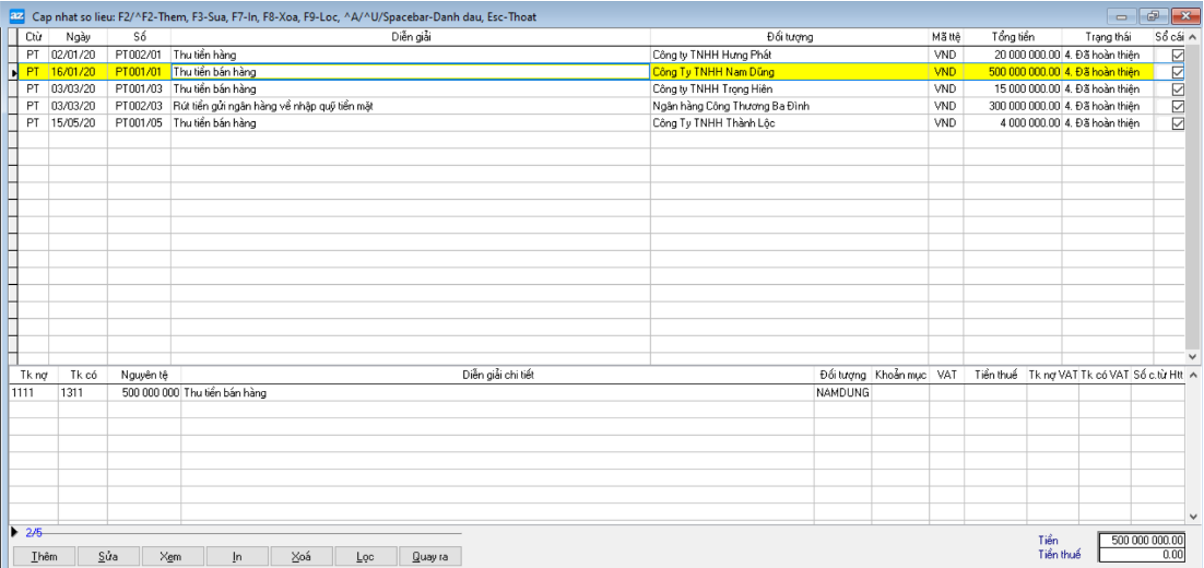 az Cap nhat so lieu: F2/^F2-Them, F3-Sua, F7-In, F8-Xoa, F9-Loc, ^A/^U/Spacebar-Danh dau, Esc-Thoat
Ctừ Ngày Số Diễn giải Đối tượng Mã ttệ Tổng tiền Trạng thái Sổ cái
PT 02/01/20 PT002/01 Thu tiền hàng Công ty TNHH Hưng Phát VND 20 000 000.00 4. Đã hoàn thiện
PT 16/01/20 PT001/01 Thu tiền bán hàng Công Ty TNHH Nam Dũng VND 500 000 000.00 4. Đã hoàn thiện
PT 03/03/20 PT001/03 Thu tiền bán hàng Công ty TNHH Trọng Hiên VND 15 000 000.00 4. Đã hoàn thiện
PT 03/03/20 PT002/03 Rút tiền gửi ngân hàng về nhập quỹ tiền mặt Ngân hàng Công Thương Ba Đình VND 300 000 000.00 4. Đã hoàn thiện
PT 15/05/20 PT001/05 Thu tiền bán hàng Công Ty TNHH Thành Lộc VND 4 000 000.00 4. Đã hoàn thiện
Tk nợ Tk có Nguyên tệ Diễn giải chi tiết Đối tượng Khoản mục VAT Tiền thuế Tk nợ VAT Tk có VAT Số c.từ Htt
1111 1311 500 000 000 Thu tiền bán hàng NAMDUNG
2/5
Thêm Sửa Xem In Xoá Lọc Quay ra
Tiền 500 000 000.00
Tiền thuế 0.00